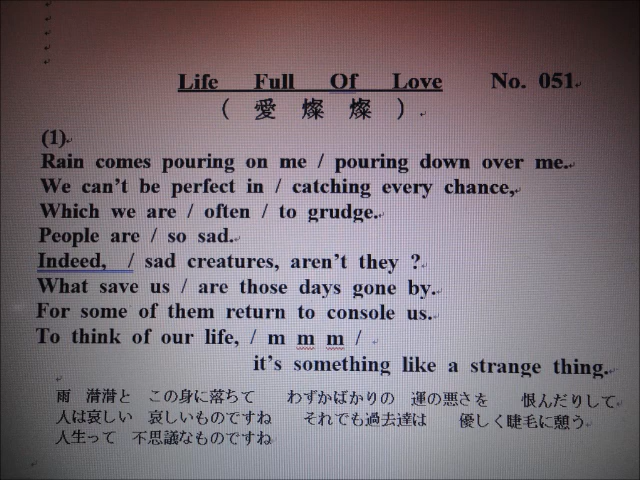 Life Full Of Love No. 051
（ 愛 燦 燦 ）
(1)
Rain comes pouring on me / pouring down over me.
We can't be perfect in / catching every chance,
Which we are / often / to grudge.
People are / so sad.
Indeed, / sad creatures, aren't they ?
What save us / are those days gone by.
For some of them return to console us.
To think of our life, / m m m /
it's something like a strange thing.
雨 潸潸と この身に落ちて わずかばかりの 運の悪さを 恨んだりして
人は哀しい 哀しいものですね それでも過去達は 優しく睫毛に憩う
人生って 不思議なものですね